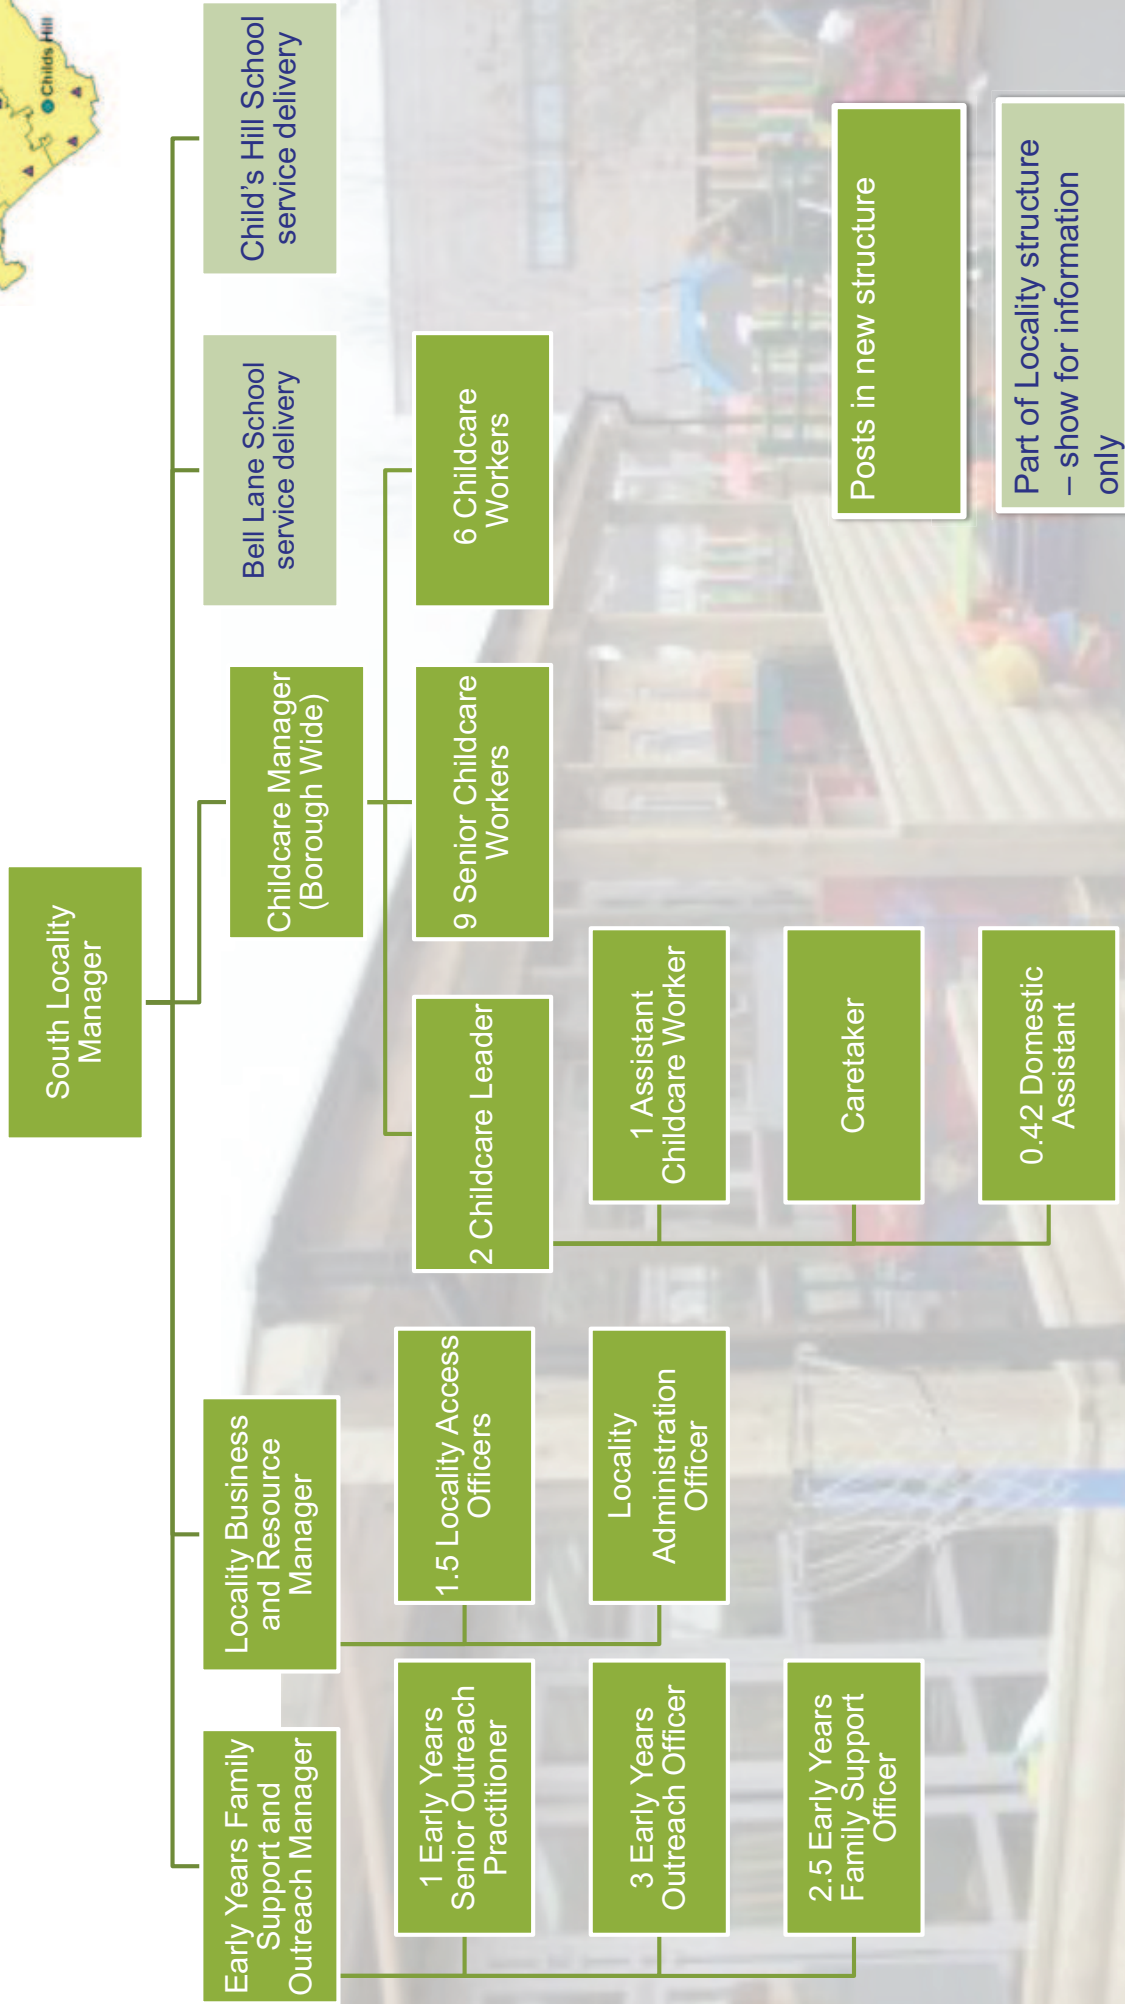 Childs Hill
South Locality
Manager
Early Years Family
Support and
Outreach Manager
Locality Business
and Resource
Manager
Childcare Manager
(Borough Wide)
Bell Lane School
service delivery
Child's Hill School
service delivery
1 Early Years
Senior Outreach
Practitioner
3 Early Years
Outreach Officer
2.5 Early Years
Family Support
Officer
1.5 Locality Access
Officers
Locality
Administration
Officer
2 Childcare Leader
9 Senior Childcare
Workers
6 Childcare
Workers
1 Assistant
Childcare Worker
Caretaker
0.42 Domestic
Assistant
Posts in new structure
Part of Locality structure
– show for information
only